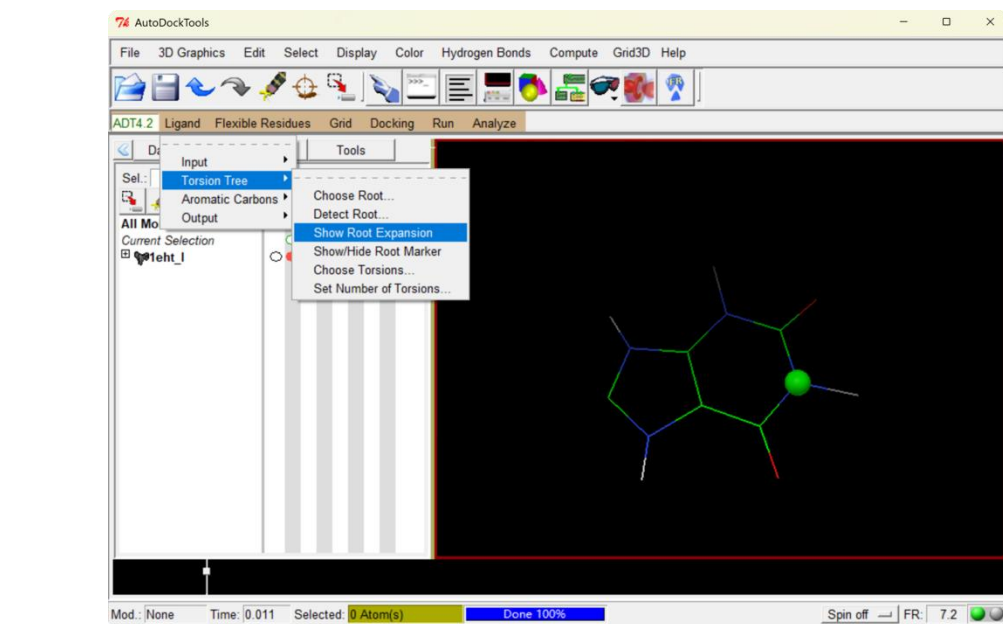 AutoDockTools
File 3D Graphics Edit Select Display Color Hydrogen Bonds Compute Grid3D Help
ADT4.2 Ligand Flexible Residues Grid Docking Run Analyze
Tools
Sel.:
Input
Torsion Tree
Aromatic Carbons
Output
Choose Root...
Detect Root...
Show Root Expansion
Show/Hide Root Marker
Choose Torsions...
Set Number of Torsions...
All Mo
Current Selection
1eht_l
Mod.: None Time: 0.011 Selected: 0 Atom(s) Done 100% Spin off FR: 7.2